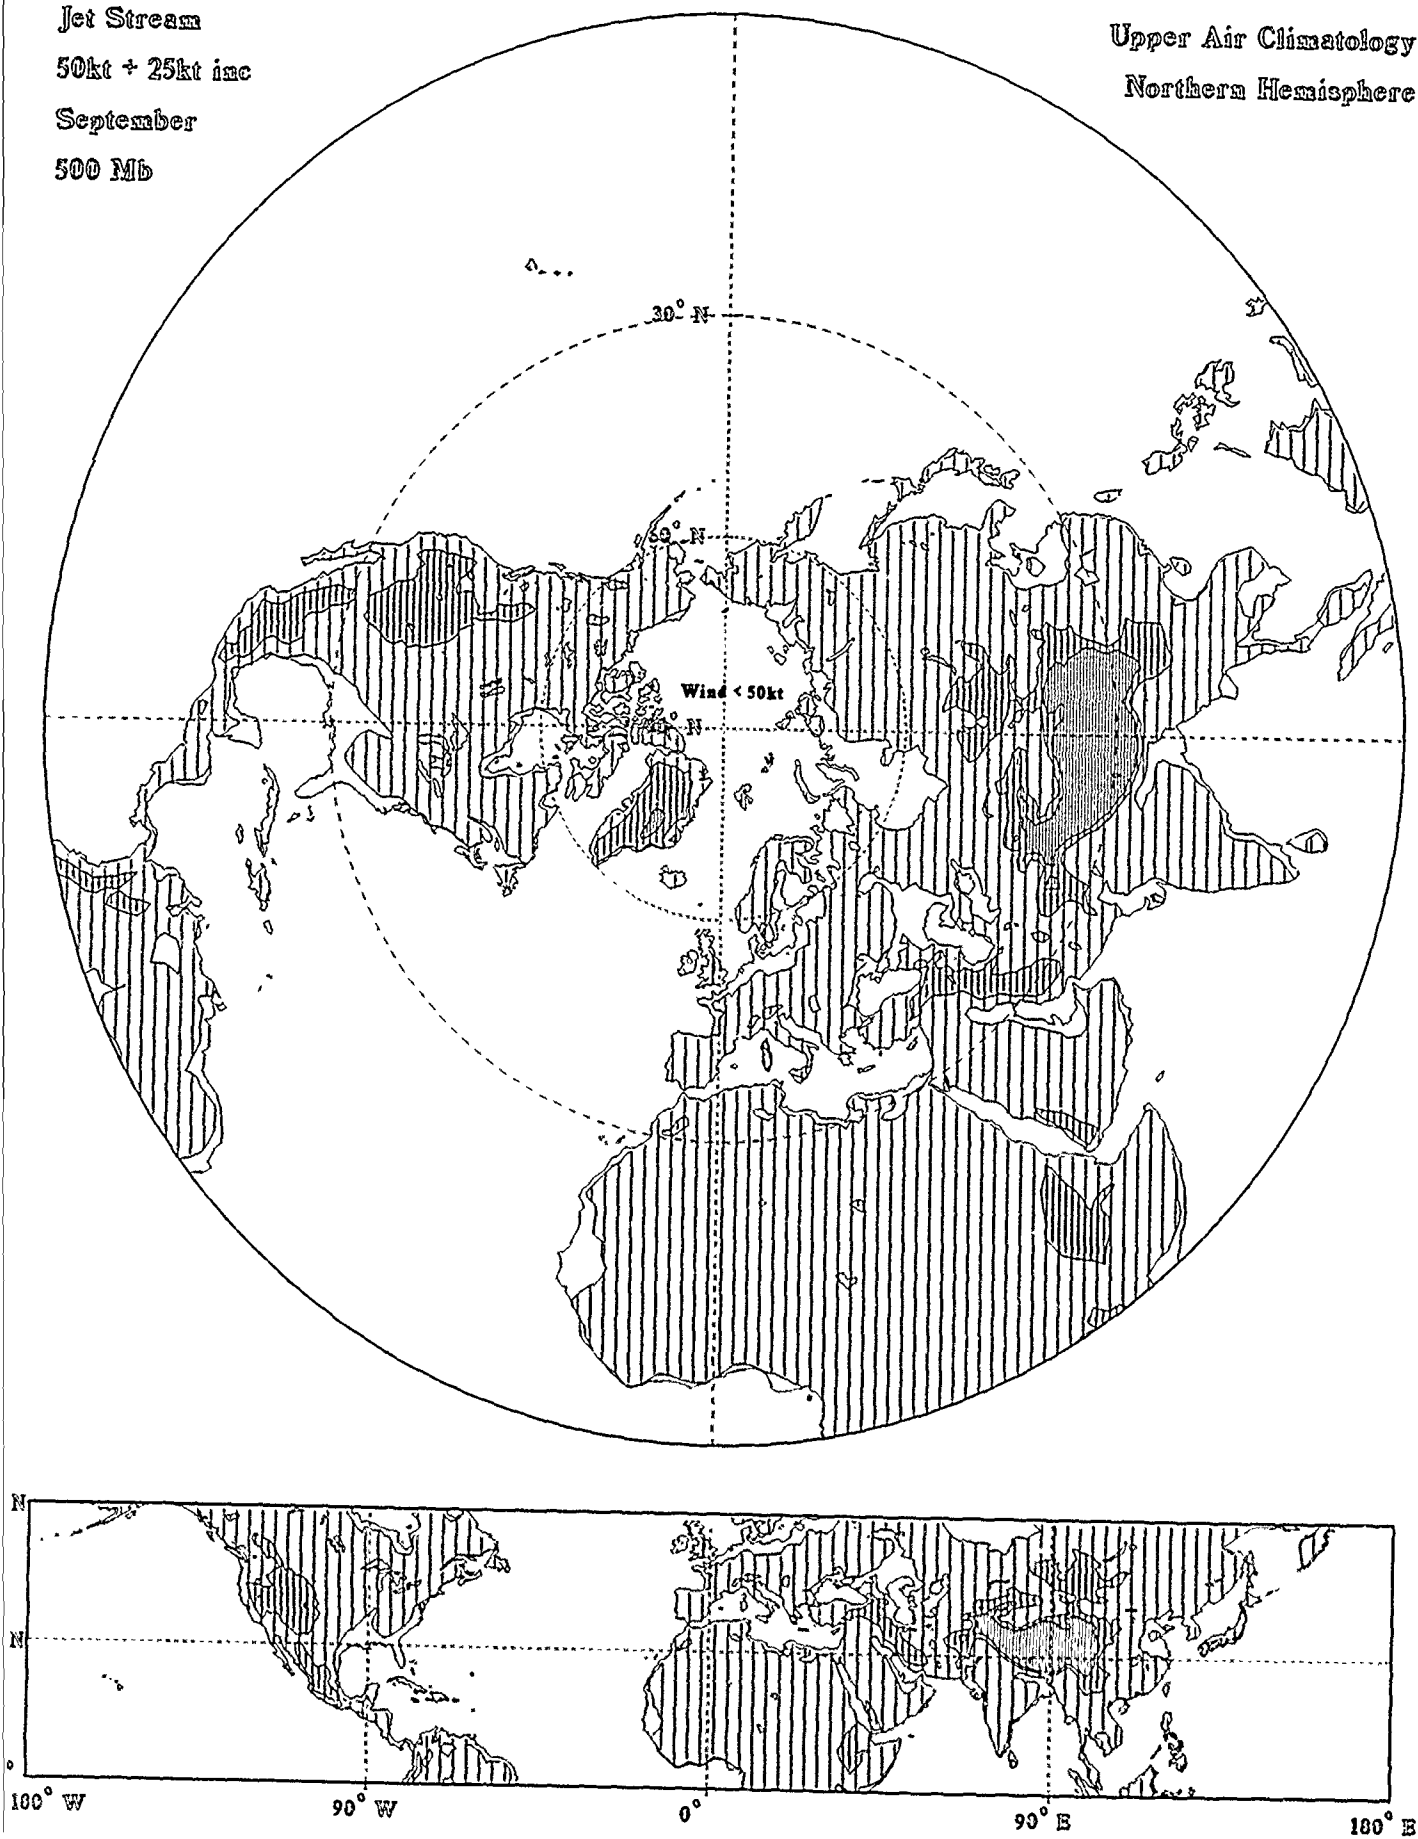 Jet Stream
50kt + 25kt inc
September
500 Mb
Upper Air Climatology
Northern Hemisphere
30° N
60° N
Wind < 50kt
N
N
N
180° W
90° W
0°
90° E
180° E